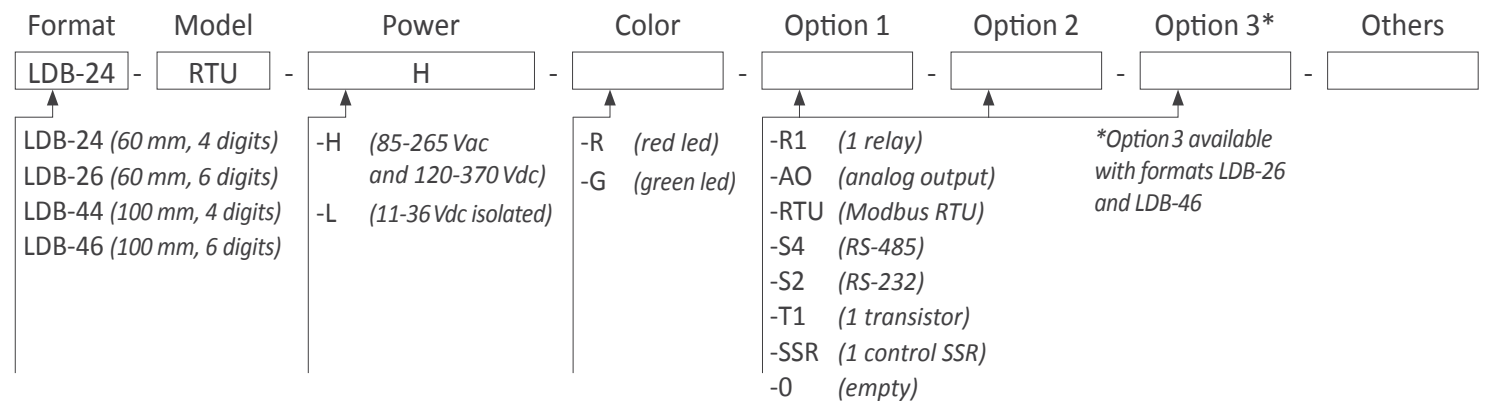 Format Model Power Color Option 1 Option 2 Option 3* Others
LDB-24 - RTU - H - - - - 
LDB-24 (60 mm, 4 digits) -H (85-265 Vac -R (red led) -R1 (1 relay) *Option 3 available
LDB-26 (60 mm, 6 digits) and 120-370 Vdc) -G (green led) -AO (analog output) with formats LDB-26
LDB-44 (100 mm, 4 digits) -L (11-36 Vdc isolated) -RTU (Modbus RTU) and LDB-46
LDB-46 (100 mm, 6 digits) -S4 (RS-485)
-S2 (RS-232)
-T1 (1 transistor)
-SSR (1 control SSR)
-0 (empty)